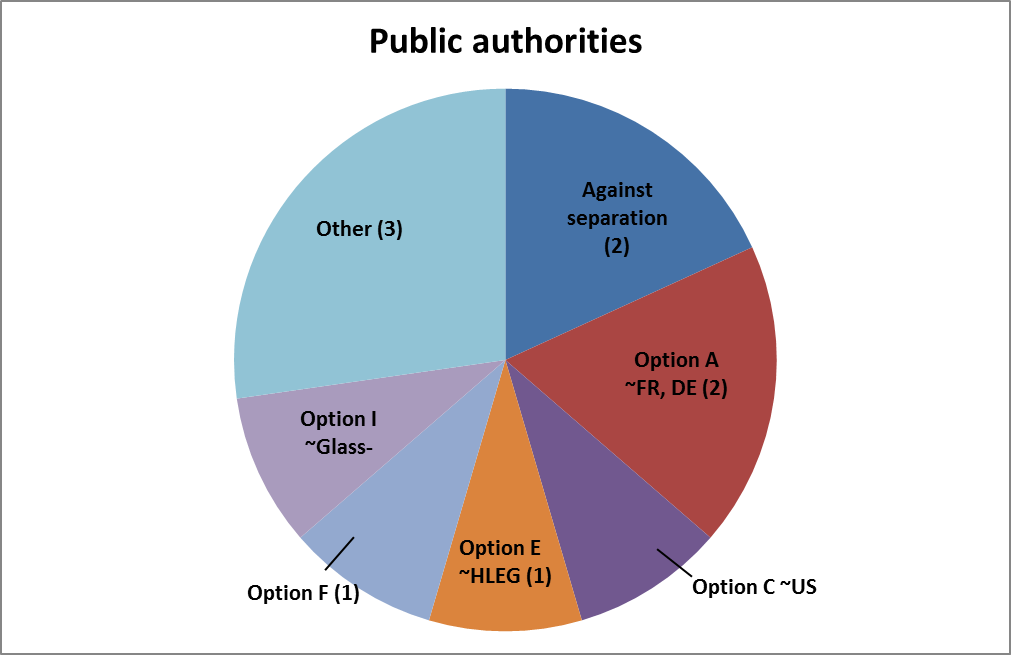 Public authorities
Against
separation
(2)
Other (3)
Option A
~FR, DE (2)
Option I
~Glass-
Option E
~HLEG (1)
Option F (1)
Option C ~US